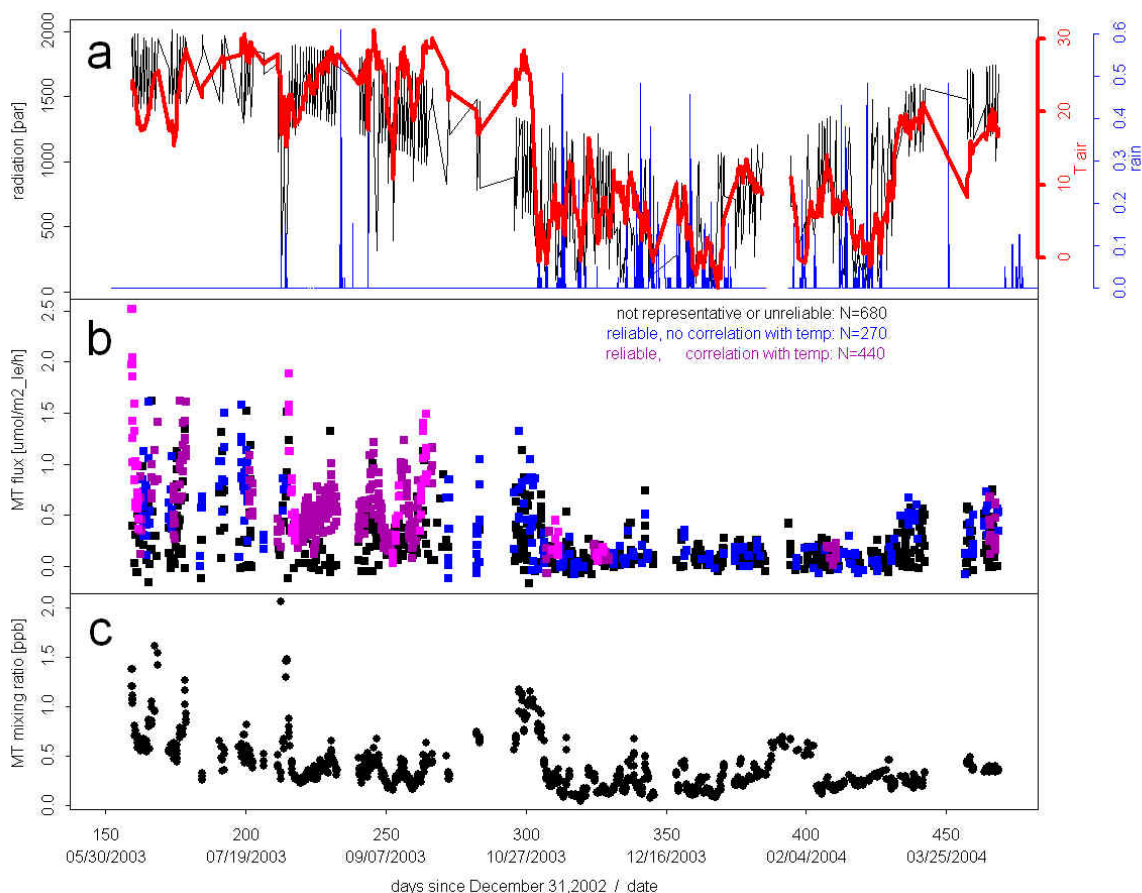 a
radiation [par]
0.0 500 1000 1500 2000
0 10 20 30
T air
0.0 0.1 0.2 0.3 0.4 0.5 0.6
rain
b
MT flux [umol/m2_le/h]
0.0 0.5 1.0 1.5 2.0 2.5
not representative or unreliable: N=680
reliable, no correlation with temp: N=270
reliable, correlation with temp: N=440
c
MT mixing ratio [ppb]
0.0 0.5 1.0 1.5 2.0
150 200 250 300 350 400 450
05/30/2003 07/19/2003 09/07/2003 10/27/2003 12/16/2003 02/04/2004 03/25/2004
days since December 31,2002 / date